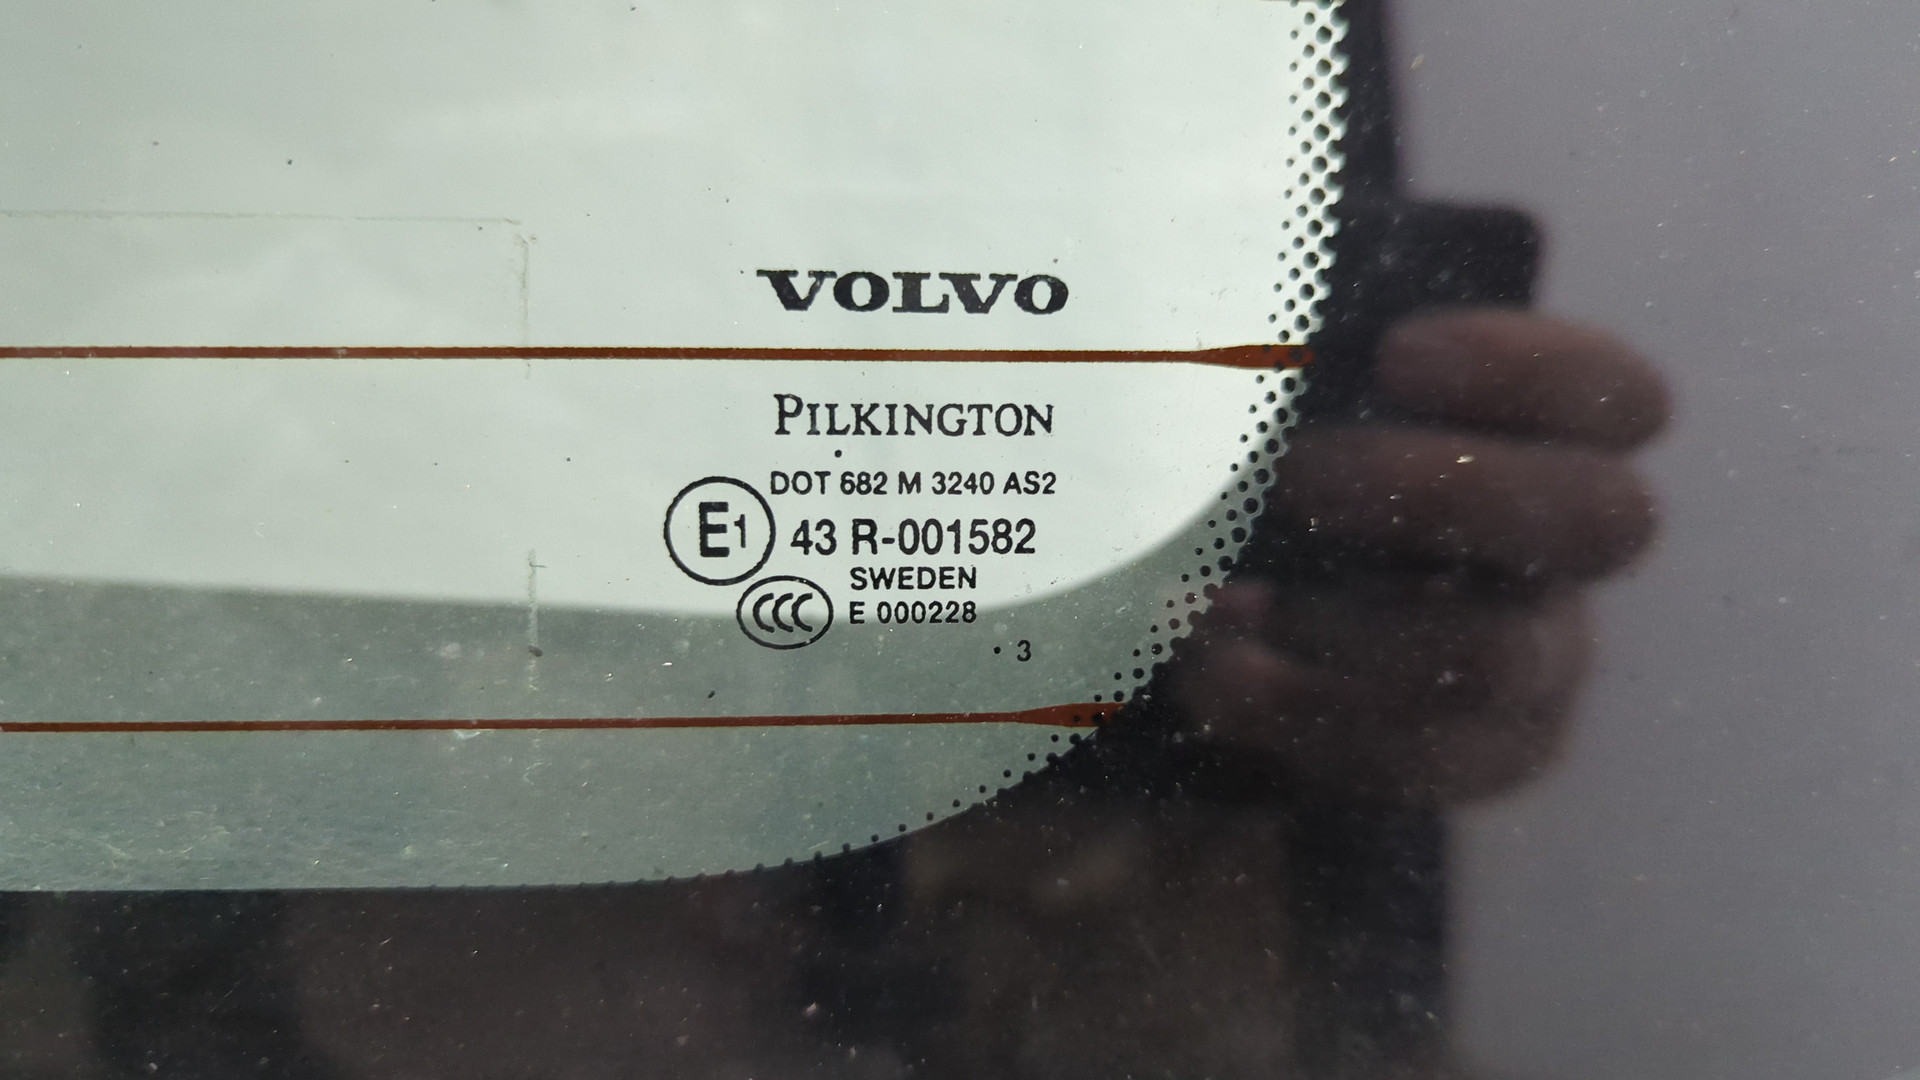 VOLVO
PILKINGTON
DOT 682 M 3240 AS2
E1 43 R-001582
SWEDEN
CCC E 000228
· 3